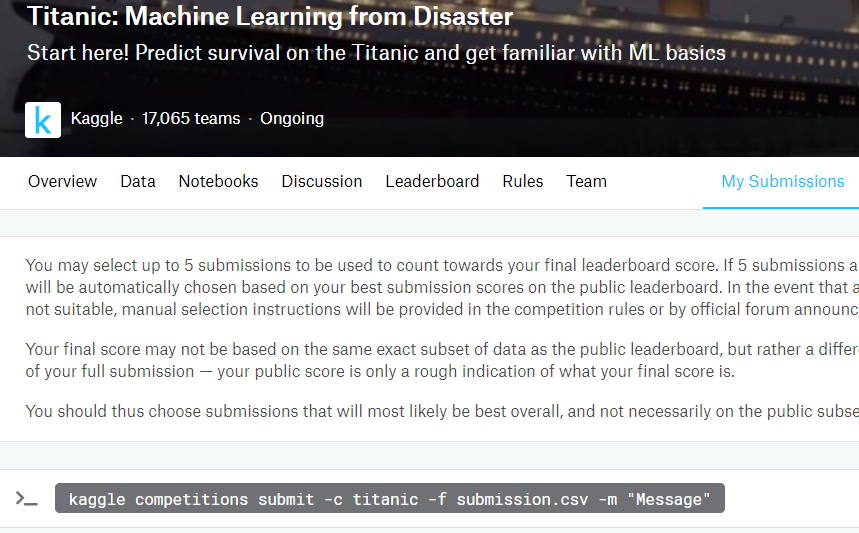 Titanic: Machine Learning from Disaster
Start here! Predict survival on the Titanic and get familiar with ML basics
k
Kaggle · 17,065 teams · Ongoing
Overview Data Notebooks Discussion Leaderboard Rules Team My Submissions
You may select up to 5 submissions to be used to count towards your final leaderboard score. If 5 submissions a
will be automatically chosen based on your best submission scores on the public leaderboard. In the event that a
not suitable, manual selection instructions will be provided in the competition rules or by official forum announc
Your final score may not be based on the same exact subset of data as the public leaderboard, but rather a differ
of your full submission — your public score is only a rough indication of what your final score is.
You should thus choose submissions that will most likely be best overall, and not necessarily on the public subse
>_ kaggle competitions submit -c titanic -f submission.csv -m "Message"